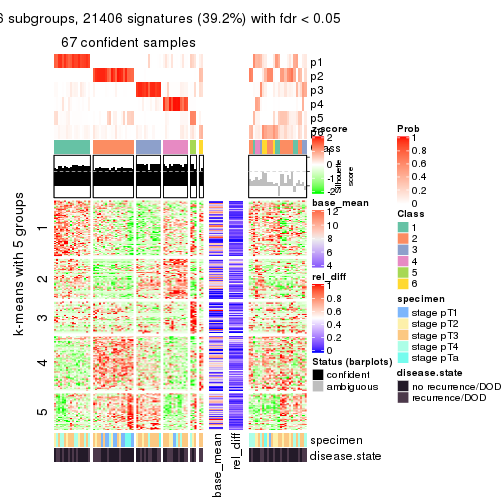 6 subgroups, 21406 signatures (39.2%) with fdr < 0.05
67 confident samples
p1
p2
p3
p4
p5
z-score
2
1
0
-1
-2
Silhouette
score
k-means with 5 groups
1
2
3
4
5
base_mean
12
10
8
6
4
rel_diff
1
0.8
0.6
0.4
0.2
0
Status (barplots)
confident
ambiguous
Prob
1
0.8
0.6
0.4
0.2
0
Class
1
2
3
4
5
6
specimen
stage pT1
stage pT2
stage pT3
stage pT4
stage pTa
disease.state
no recurrence/DOD
recurrence/DOD
specimen
disease.state
base_mean
rel_diff